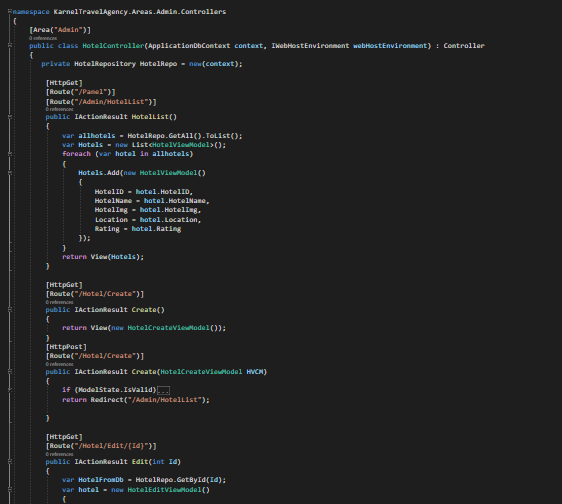 namespace KarnelTravelAgency.Areas.Admin.Controllers
{
[Area("Admin")]
0 references
public class HotelController(ApplicationDbContext context, IWebHostEnvironment webHostEnvironment) : Controller
{
private HotelRepository HotelRepo = new(context);
[HttpGet]
[Route("/Panel")]
[Route("/Admin/HotelList")]
0 references
public IActionResult HotelList()
{
var allhotels = HotelRepo.GetAll().ToList();
var Hotels = new List<HotelViewModel>();
foreach (var hotel in allhotels)
{
Hotels.Add(new HotelViewModel()
{
HotelID = hotel.HotelID,
HotelName = hotel.HotelName,
HotelImg = hotel.HotelImg,
Location = hotel.Location,
Rating = hotel.Rating
});
}
return View(Hotels);
}
[HttpGet]
[Route("/Hotel/Create")]
0 references
public IActionResult Create()
{
return View(new HotelCreateViewModel());
}
[HttpPost]
[Route("/Hotel/Create")]
0 references
public IActionResult Create(HotelCreateViewModel HVCM)
{
if (ModelState.IsValid)...
return Redirect("/Admin/HotelList");
}
[HttpGet]
[Route("/Hotel/Edit/{Id}")]
0 references
public IActionResult Edit(int Id)
{
var HotelFromDb = HotelRepo.GetById(Id);
var hotel = new HotelEditViewModel()
{